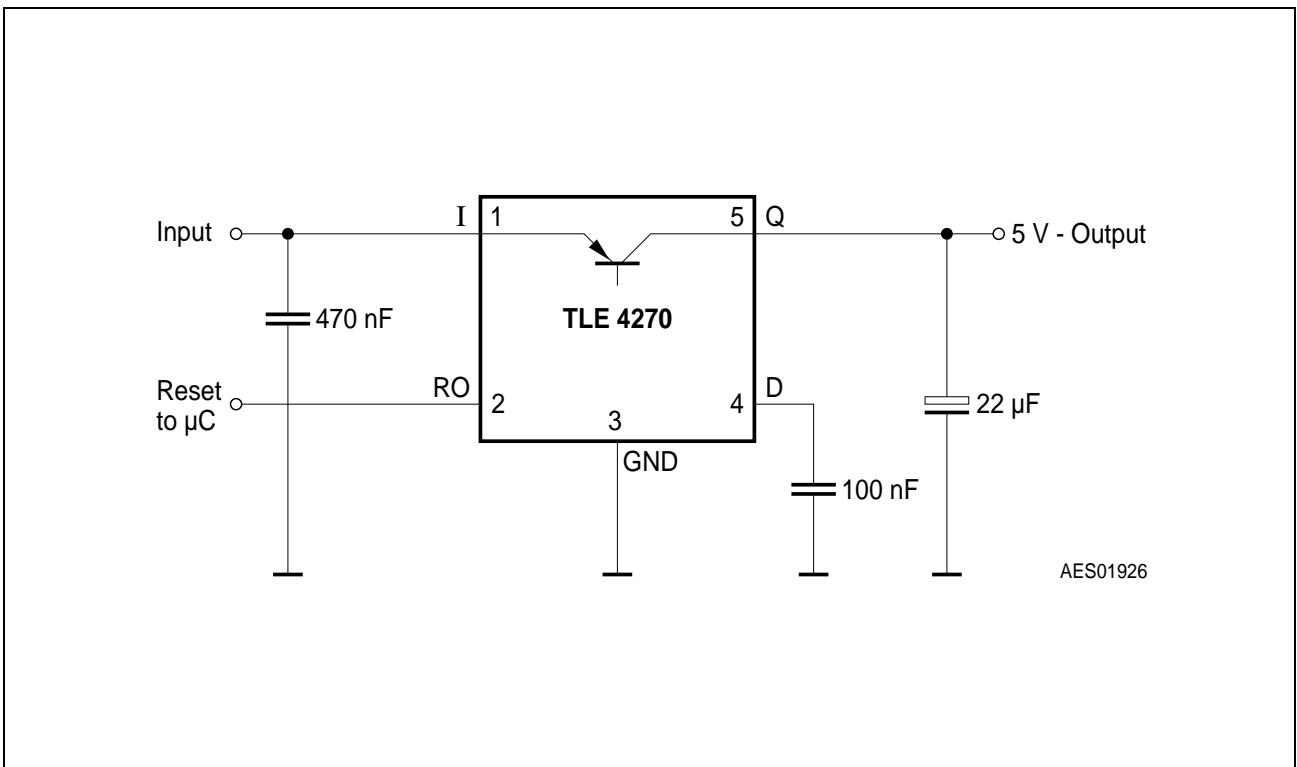 I 1
5 Q
Input
5 V - Output
470 nF
TLE 4270
Reset
to µC
RO
2
3
GND
4
D
22 µF
100 nF
AES01926